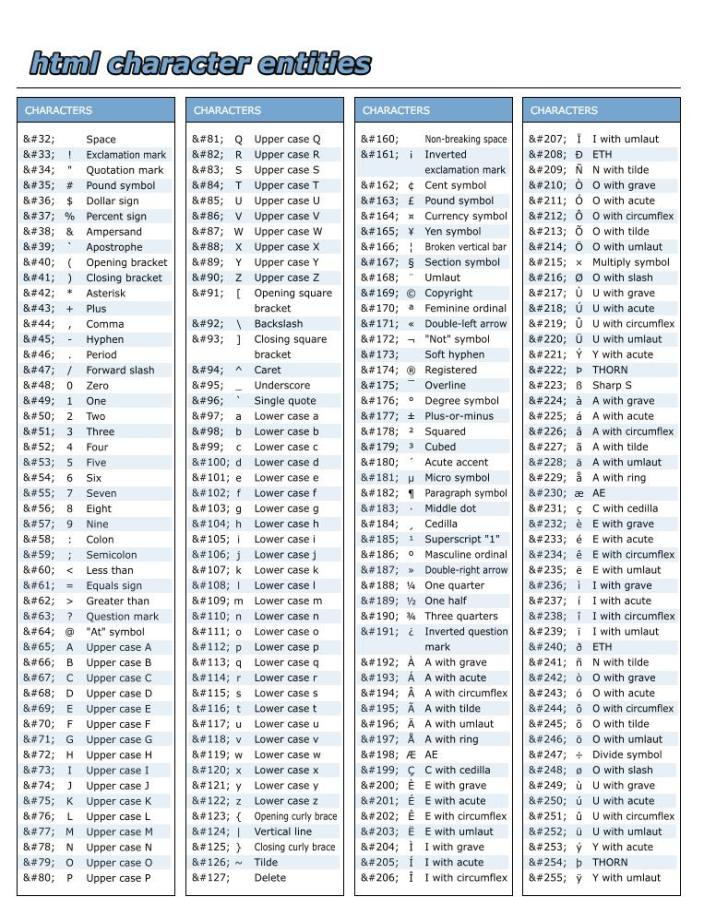 html character entities
CHARACTERS
&#32; Space
&#33; ! Exclamation mark
&#34; " Quotation mark
&#35; # Pound symbol
&#36; $ Dollar sign
&#37; % Percent sign
&#38; & Ampersand
&#39; ` Apostrophe
&#40; ( Opening bracket
&#41; ) Closing bracket
&#42; * Asterisk
&#43; + Plus
&#44; , Comma
&#45; - Hyphen
&#46; . Period
&#47; / Forward slash
&#48; 0 Zero
&#49; 1 One
&#50; 2 Two
&#51; 3 Three
&#52; 4 Four
&#53; 5 Five
&#54; 6 Six
&#55; 7 Seven
&#56; 8 Eight
&#57; 9 Nine
&#58; : Colon
&#59; ; Semicolon
&#60; < Less than
&#61; = Equals sign
&#62; > Greater than
&#63; ? Question mark
&#64; @ "At" symbol
&#65; A Upper case A
&#66; B Upper case B
&#67; C Upper case C
&#68; D Upper case D
&#69; E Upper case E
&#70; F Upper case F
&#71; G Upper case G
&#72; H Upper case H
&#73; I Upper case I
&#74; J Upper case J
&#75; K Upper case K
&#76; L Upper case L
&#77; M Upper case M
&#78; N Upper case N
&#79; O Upper case O
&#80; P Upper case P
CHARACTERS
&#81; Q Upper case Q
&#82; R Upper case R
&#83; S Upper case S
&#84; T Upper case T
&#85; U Upper case U
&#86; V Upper case V
&#87; W Upper case W
&#88; X Upper case X
&#89; Y Upper case Y
&#90; Z Upper case Z
&#91; [ Opening square
bracket
&#92; \ Backslash
&#93; ] Closing square
bracket
&#94; ^ Caret
&#95; _ Underscore
&#96; ` Single quote
&#97; a Lower case a
&#98; b Lower case b
&#99; c Lower case c
&#100; d Lower case d
&#101; e Lower case e
&#102; f Lower case f
&#103; g Lower case g
&#104; h Lower case h
&#105; i Lower case i
&#106; j Lower case j
&#107; k Lower case k
&#108; l Lower case l
&#109; m Lower case m
&#110; n Lower case n
&#111; o Lower case o
&#112; p Lower case p
&#113; q Lower case q
&#114; r Lower case r
&#115; s Lower case s
&#116; t Lower case t
&#117; u Lower case u
&#118; v Lower case v
&#119; w Lower case w
&#120; x Lower case x
&#121; y Lower case y
&#122; z Lower case z
&#123; { Opening curly brace
&#124; | Vertical line
&#125; } Closing curly brace
&#126; ~ Tilde
&#127; Delete
CHARACTERS
&#160; Non-breaking space
&#161; ¡ Inverted
exclamation mark
&#162; ¢ Cent symbol
&#163; £ Pound symbol
&#164; ¤ Currency symbol
&#165; ¥ Yen symbol
&#166; ¦ Broken vertical bar
&#167; § Section symbol
&#168; ¨ Umlaut
&#169; © Copyright
&#170; ª Feminine ordinal
&#171; « Double-left arrow
&#172; ¬ "Not" symbol
&#173; Soft hyphen
&#174; ® Registered
&#175; ¯ Overline
&#176; ° Degree symbol
&#177; ± Plus-or-minus
&#178; ² Squared
&#179; ³ Cubed
&#180; ´ Acute accent
&#181; µ Micro symbol
&#182; ¶ Paragraph symbol
&#183; · Middle dot
&#184; ¸ Cedilla
&#185; ¹ Superscript "1"
&#186; º Masculine ordinal
&#187; » Double-right arrow
&#188; ¼ One quarter
&#189; ½ One half
&#190; ¾ Three quarters
&#191; ¿ Inverted question
mark
&#192; À A with grave
&#193; Á A with acute
&#194; Â A with circumflex
&#195; Ã A with tilde
&#196; Ä A with umlaut
&#197; Å A with ring
&#198; Æ AE
&#199; Ç C with cedilla
&#200; È E with grave
&#201; É E with acute
&#202; Ê E with circumflex
&#203; Ë E with umlaut
&#204; Ì I with grave
&#205; Í I with acute
&#206; Î I with circumflex
CHARACTERS
&#207; Ï I with umlaut
&#208; Ð ETH
&#209; Ñ N with tilde
&#210; Ò O with grave
&#211; Ó O with acute
&#212; Ô O with circumflex
&#213; Õ O with tilde
&#214; Ö O with umlaut
&#215; × Multiply symbol
&#216; Ø O with slash
&#217; Ù U with grave
&#218; Ú U with acute
&#219; Û U with circumflex
&#220; Ü U with umlaut
&#221; Ý Y with acute
&#222; Þ THORN
&#223; ß Sharp S
&#224; à A with grave
&#225; á A with acute
&#226; â A with circumflex
&#227; ã A with tilde
&#228; ä A with umlaut
&#229; å A with ring
&#230; æ AE
&#231; ç C with cedilla
&#232; è E with grave
&#233; é E with acute
&#234; ê E with circumflex
&#235; ë E with umlaut
&#236; ì I with grave
&#237; í I with acute
&#238; î I with circumflex
&#239; ï I with umlaut
&#240; ð ETH
&#241; ñ N with tilde
&#242; ò O with grave
&#243; ó O with acute
&#244; ô O with circumflex
&#245; õ O with tilde
&#246; ö O with umlaut
&#247; ÷ Divide symbol
&#248; ø O with slash
&#249; ù U with grave
&#250; ú U with acute
&#251; û U with circumflex
&#252; ü U with umlaut
&#253; ý Y with acute
&#254; þ THORN
&#255; ÿ Y with umlaut